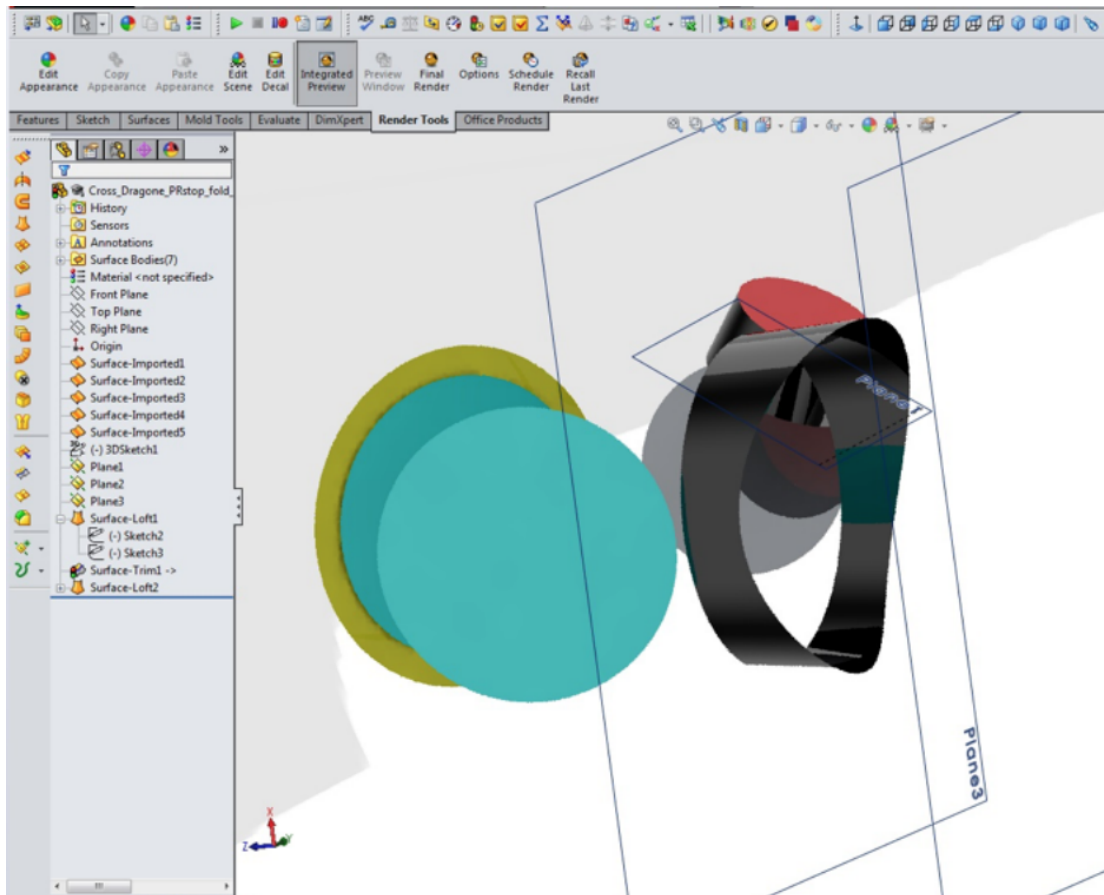 ABC
Edit Appearance
Copy Appearance
Paste Appearance
Edit Scene
Edit Decal
Integrated Preview
Preview Window
Final Render
Options
Schedule Render
Recall Last Render
Features
Sketch
Surfaces
Mold Tools
Evaluate
DimXpert
Render Tools
Office Products
Cross_Dragone_PRstop_fold_
History
Sensors
Annotations
Surface Bodies(7)
Material <not specified>
Front Plane
Top Plane
Right Plane
Origin
Surface-Imported1
Surface-Imported2
Surface-Imported3
Surface-Imported4
Surface-Imported5
(-) 3DSketch1
Plane1
Plane2
Plane3
Surface-Loft1
(-) Sketch2
(-) Sketch3
Surface-Trim1 ->
Surface-Loft2
Plane1
Plane3
X
Z
Y